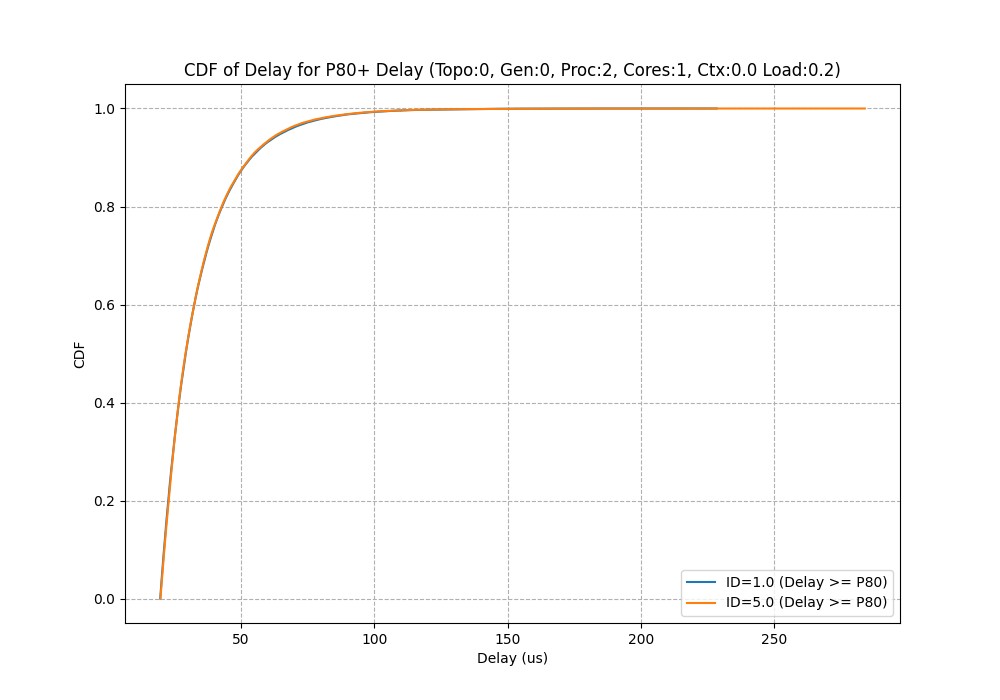 CDF of Delay for P80+ Delay (Topo:0, Gen:0, Proc:2, Cores:1, Ctx:0.0 Load:0.2)
1.0
0.8
0.6
0.4
0.2
0.0
CDF
50
100
150
200
250
Delay (us)
ID=1.0 (Delay >= P80)
ID=5.0 (Delay >= P80)